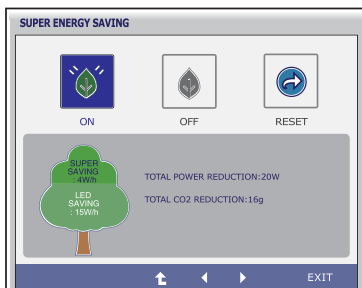 SUPER ENERGY SAVING
ON
OFF
RESET
SUPER
SAVING
: 4W/h
LED
SAVING
: 15W/h
TOTAL POWER REDUCTION:20W
TOTAL CO2 REDUCTION:16g
EXIT